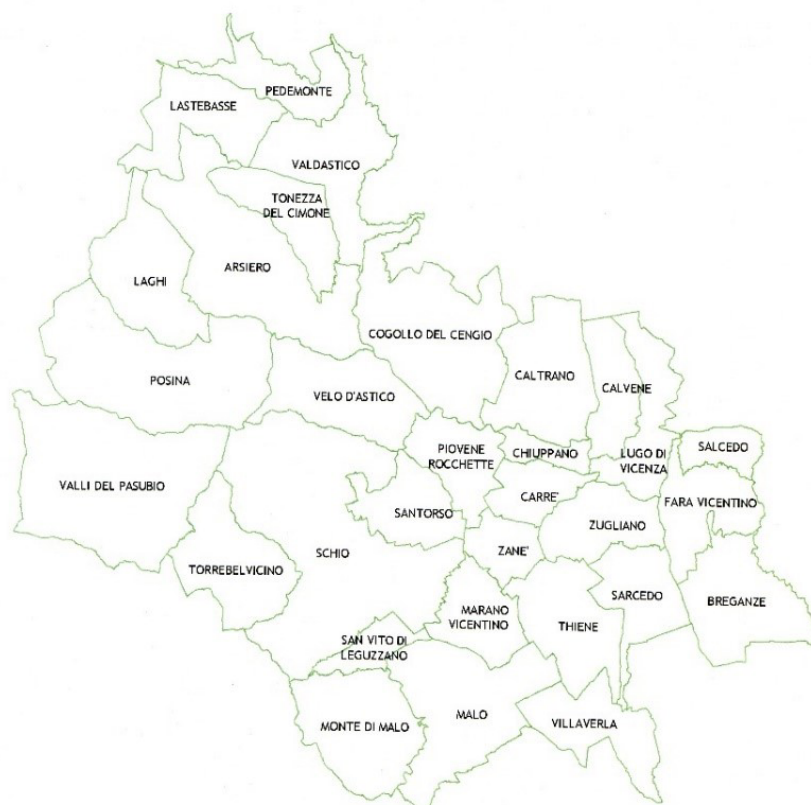 PEDEMONTE
LASTEBASSE
VALDASTICO
TONEZZA
DEL CIMONE
ARSIERO
LAGHI
COGOLLO DEL CENGIO
CALTRANO
CALVENE
POSINA
VELO D'ASTICO
PIOVENE
ROCCHETTE
CHIUPPANO
LUGO DI
VICENZA
SALCEDO
VALLI DEL PASUBIO
SANTORSO
CARRE'
FARA VICENTINO
ZUGLIANO
SCHIO
ZANE'
TORREBELVICINO
MARANO
VICENTINO
THIENE
SARCEDO
BREGANZE
SAN VITO DI
LEGUZZANO
MONTE DI MALO
MALO
VILLAVERLA